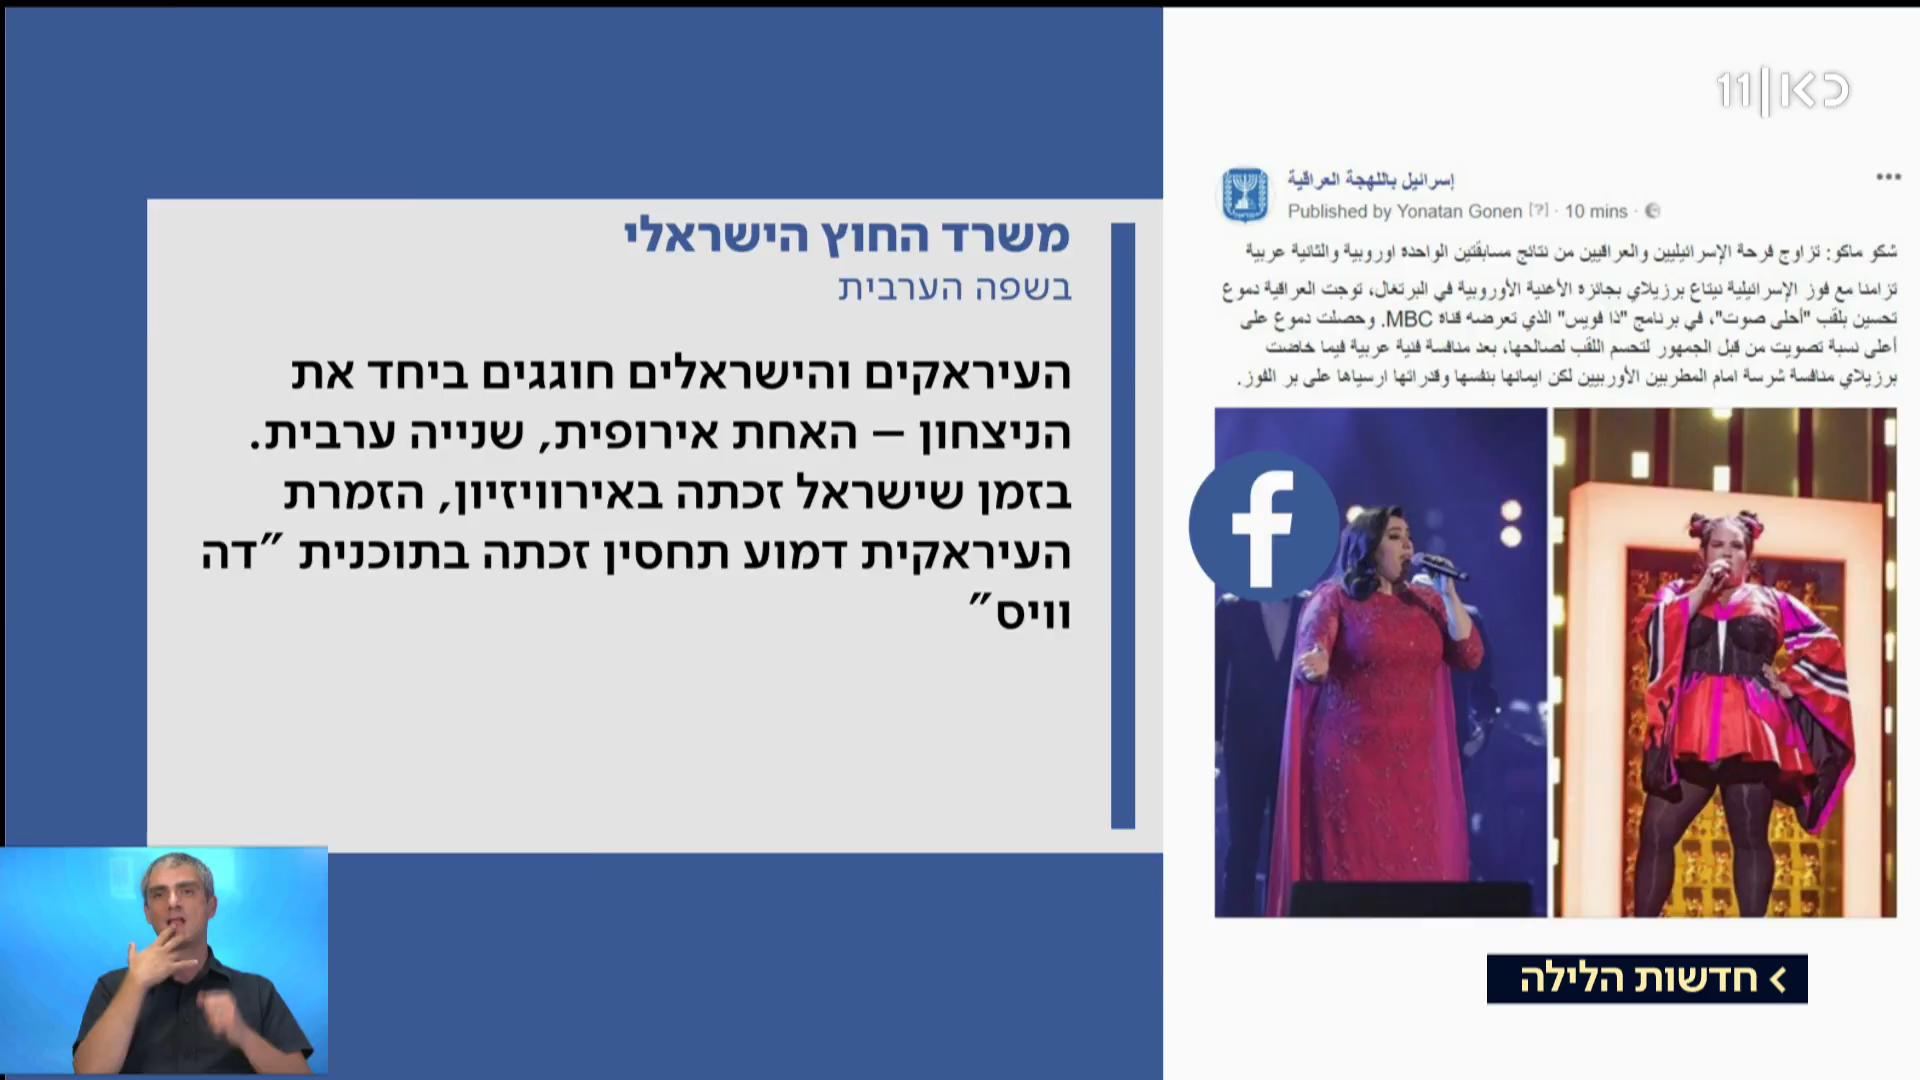 כאן 11
משרד החוץ הישראלי
בשפה הערבית
העיראקים והישראלים חוגגים ביחד את
הניצחון – האחת אירופית, שנייה ערבית.
בזמן שישראל זכתה באירוויזיון, הזמרת
העיראקית דמוע תחסין זכתה בתוכנית "דה
וויס"
إسرائيل باللهجة العراقية
Published by Yonatan Gonen [?] · 10 mins ·
شكو ماكو: تزاوج فرحة الإسرائيليين والعراقيين من نتائج مسابقتين الواحدة اوروبية والثانية عربية
تزامنا مع فوز الإسرائيلية نيتاع برزيلاي بجائزة الأغنية الأوروبية في البرتغال، توجت العراقية دموع
تحسين بلقب "أحلى صوت"، في برنامج "ذا فويس" الذي تعرضه قناة MBC. وحصلت دموع على
أعلى نسبة تصويت من قبل الجمهور لتحسم اللقب لصالحها، بعد منافسة فنية عربية فيما خاضت
برزيلاي منافسة شرسة امام المطربين الأوربيين لكن ايمانها بنفسها وقدراتها ارسياها على بر الفوز.
f
חדשות הלילה